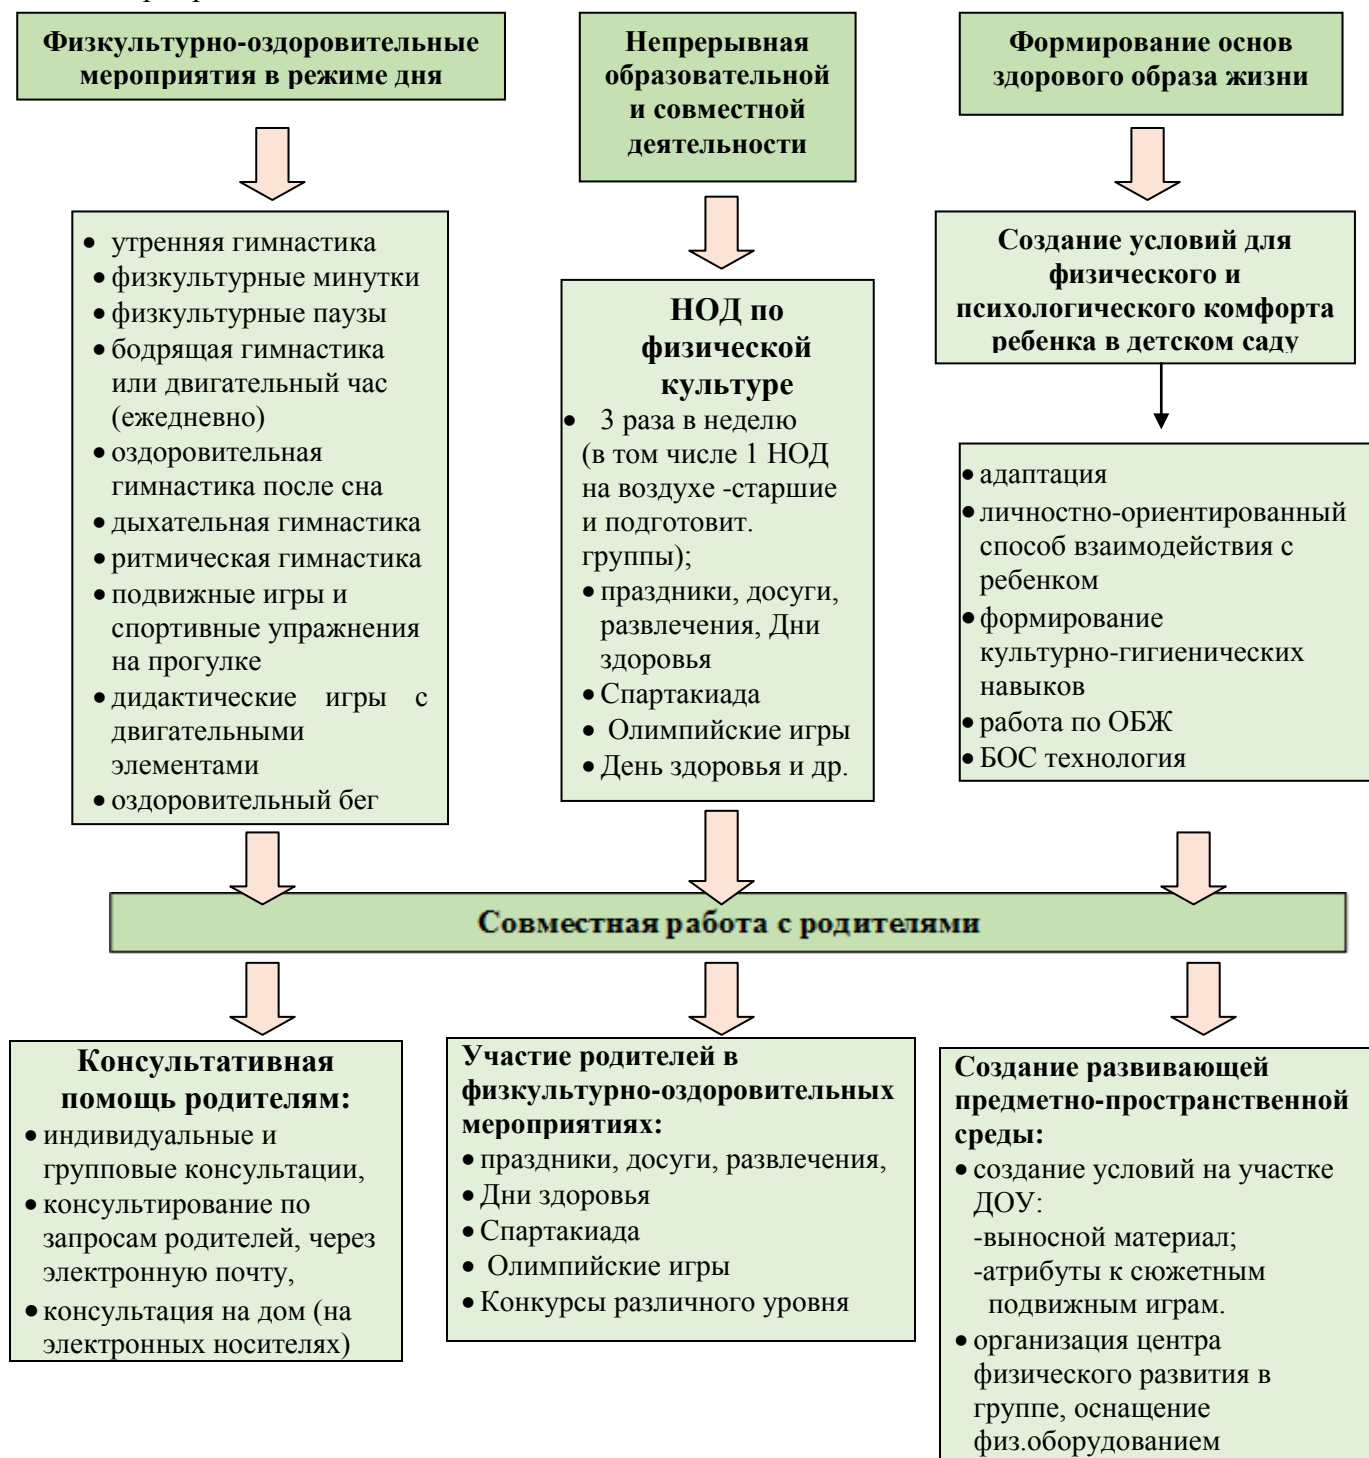 Физкультурно-оздоровительные
мероприятия в режиме дня
Непрерывная
образовательной
и совместной
деятельности
Формирование основ
здорового образа жизни
• утренняя гимнастика
• физкультурные минутки
• физкультурные паузы
• бодрящая гимнастика
или двигательный час
(ежедневно)
• оздоровительная
гимнастика после сна
• дыхательная гимнастика
• ритмическая гимнастика
• подвижные игры и
спортивные упражнения
на прогулке
• дидактические игры с
двигательными
элементами
• оздоровительный бег
НОД по
физической
культуре
• 3 раза в неделю
(в том числе 1 НОД
на воздухе -старшие
и подготовит.
группы);
• праздники, досуги,
развлечения, Дни
здоровья
• Спартакиада
• Олимпийские игры
• День здоровья и др.
Создание условий для
физического и
психологического комфорта
ребенка в детском саду
• адаптация
• личностно-ориентированный
способ взаимодействия с
ребенком
• формирование
культурно-гигиенических
навыков
• работа по ОБЖ
• БОС технология
Совместная работа с родителями
Консультативная
помощь родителям:
• индивидуальные и
групповые консультации,
• консультирование по
запросам родителей, через
электронную почту,
• консультация на дом (на
электронных носителях)
Участие родителей в
физкультурно-оздоровительных
мероприятиях:
• праздники, досуги, развлечения,
• Дни здоровья
• Спартакиада
• Олимпийские игры
• Конкурсы различного уровня
Создание развивающей
предметно-пространственной
среды:
• создание условий на участке
ДОУ:
-выносной материал;
-атрибуты к сюжетным
подвижным играм.
• организация центра
физического развития в
группе, оснащение
физ.оборудованием